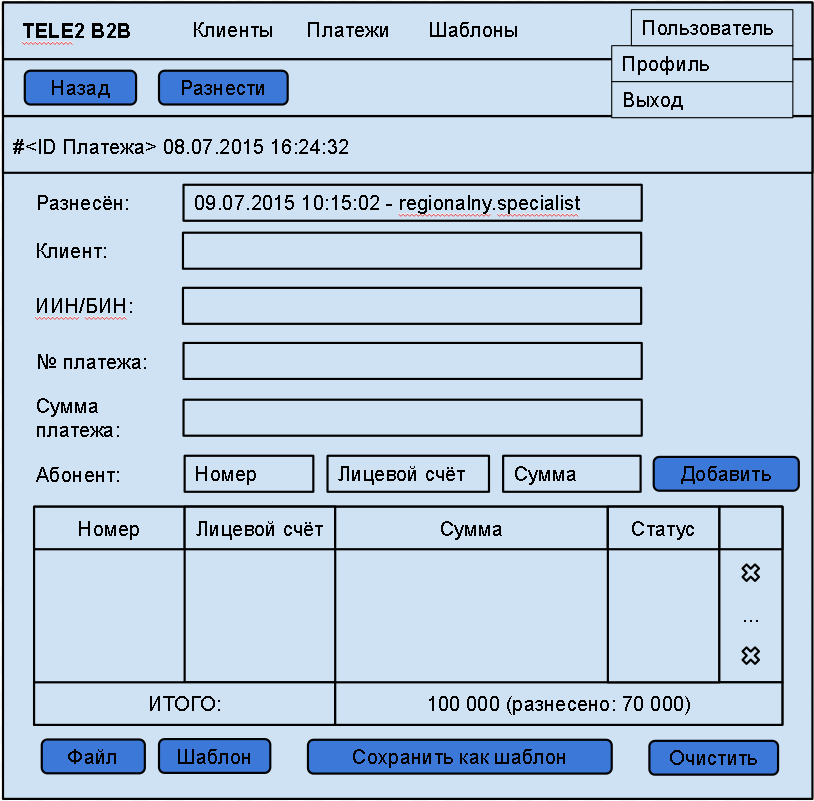 TELE2 B2B Клиенты Платежи Шаблоны Пользователь
Профиль
Выход
Назад Разнести
#<ID Платежа> 08.07.2015 16:24:32
Разнесён: 09.07.2015 10:15:02 - regionalny.specialist
Клиент:
ИИН/БИН:
№ платежа:
Сумма
платежа:
Абонент: Номер Лицевой счёт Сумма Добавить
Номер Лицевой счёт Сумма Статус
...
ИТОГО: 100 000 (разнесено: 70 000)
Файл Шаблон Сохранить как шаблон Очистить